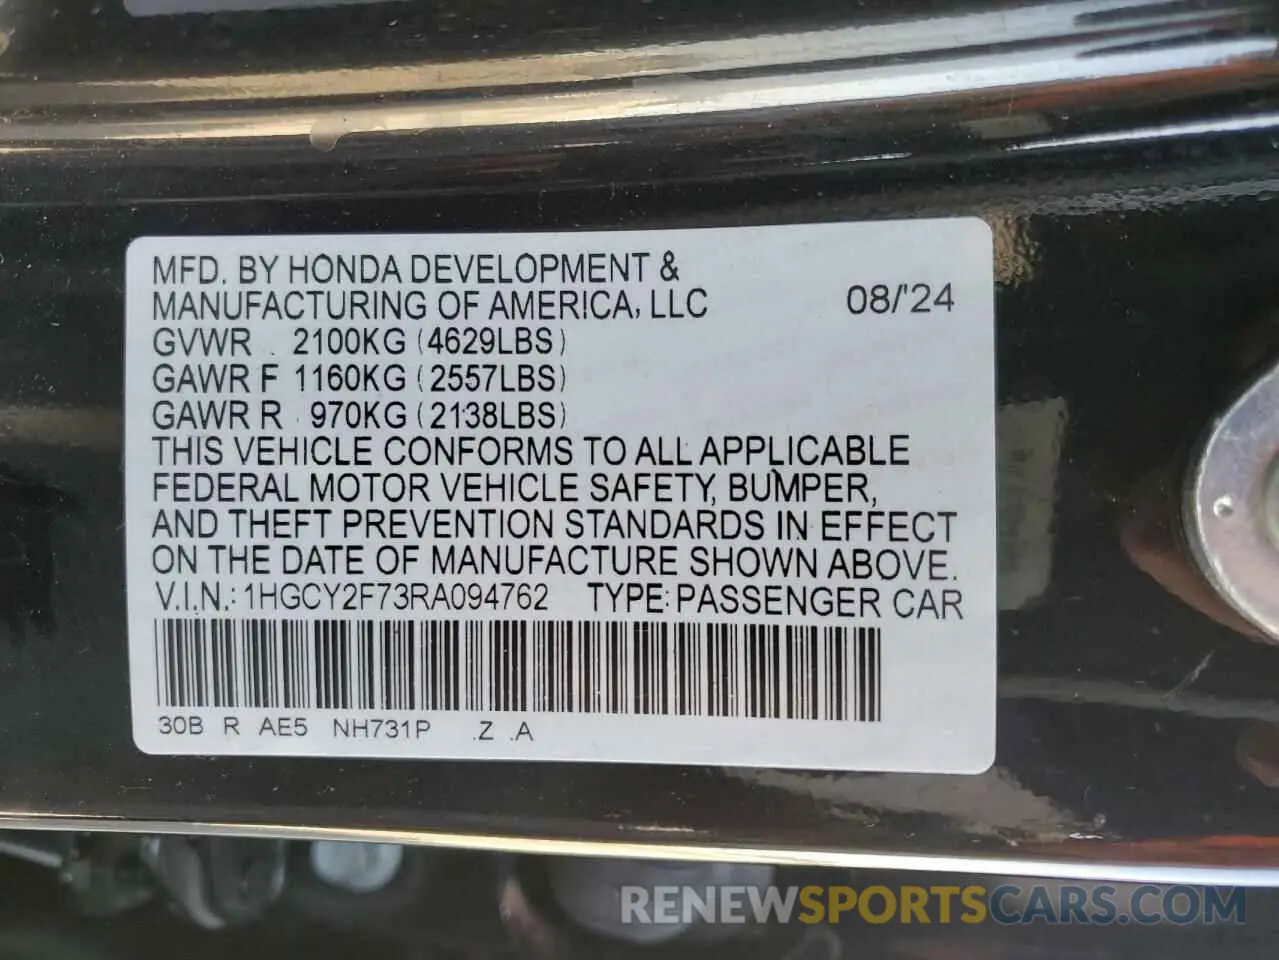 MFD. BY HONDA DEVELOPMENT &
MANUFACTURING OF AMERICA, LLC 08/'24
GVWR 2100KG (4629LBS)
GAWR F 1160KG (2557LBS)
GAWR R 970KG (2138LBS)
THIS VEHICLE CONFORMS TO ALL APPLICABLE
FEDERAL MOTOR VEHICLE SAFETY, BUMPER,
AND THEFT PREVENTION STANDARDS IN EFFECT
ON THE DATE OF MANUFACTURE SHOWN ABOVE.
V.I.N.: 1HGCY2F73RA094762 TYPE: PASSENGER CAR
30B R AE5 NH731P .Z .A
RENEWSPORTSCARS.COM